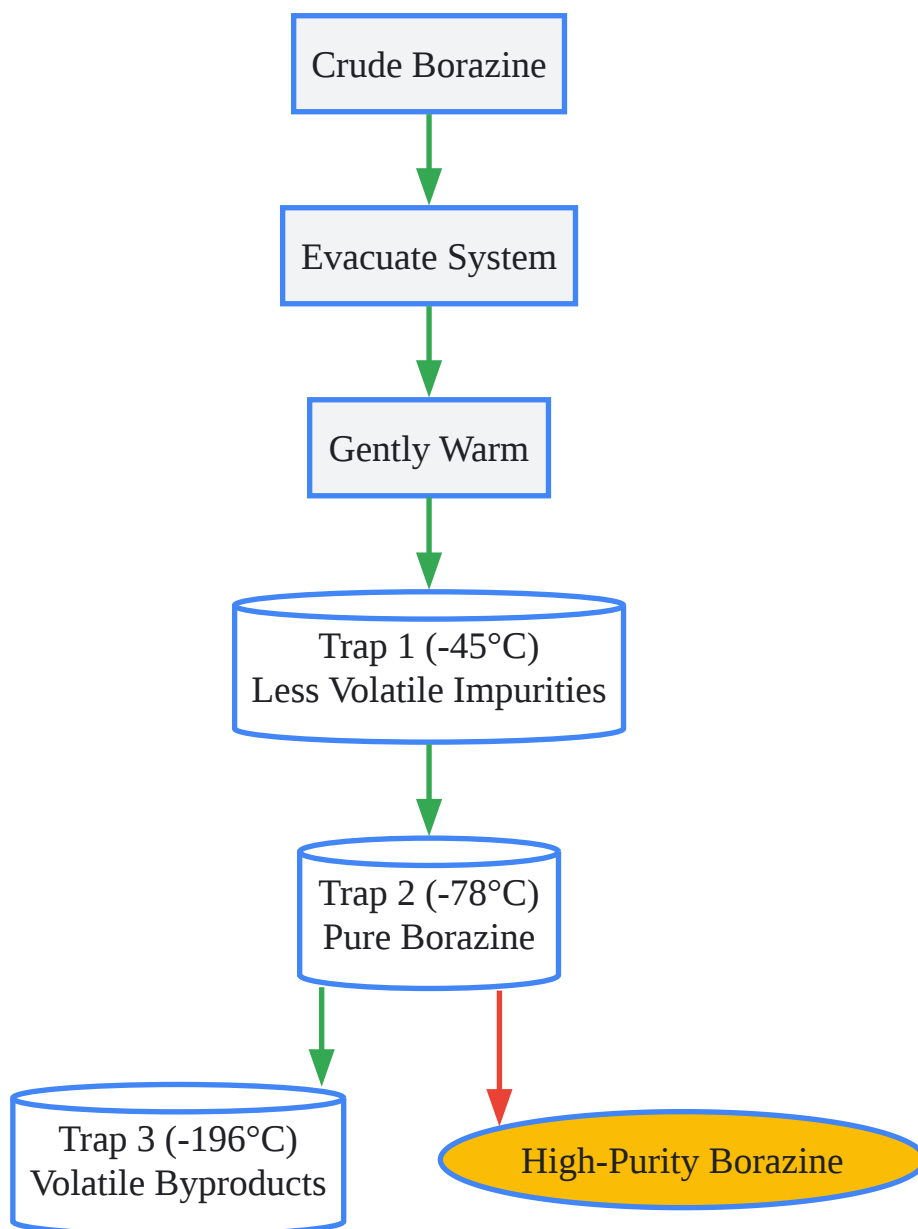 Crude Borazine
Evacuate System
Gently Warm
Trap 1 (-45°C)
Less Volatile Impurities
Trap 2 (-78°C)
Pure Borazine
Trap 3 (-196°C)
Volatile Byproducts
High-Purity Borazine